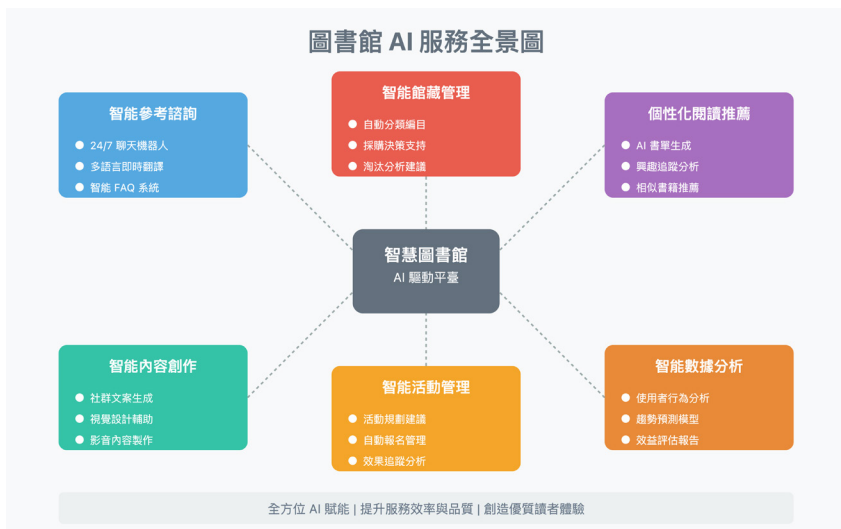 圖書館 AI 服務全景圖
智能參考諮詢
24/7 聊天機器人
多語言即時翻譯
智能 FAQ 系統
智能館藏管理
自動分類編目
採購決策支持
淘汰分析建議
個性化閱讀推薦
AI 書單生成
興趣追蹤分析
相似書籍推薦
智慧圖書館
AI 驅動平臺
智能內容創作
社群文案生成
視覺設計輔助
影音內容製作
智能活動管理
活動規劃建議
自動報名管理
效果追蹤分析
智能數據分析
使用者行為分析
趨勢預測模型
效益評估報告
全方位 AI 賦能 | 提升服務效率與品質 | 創造優質讀者體驗